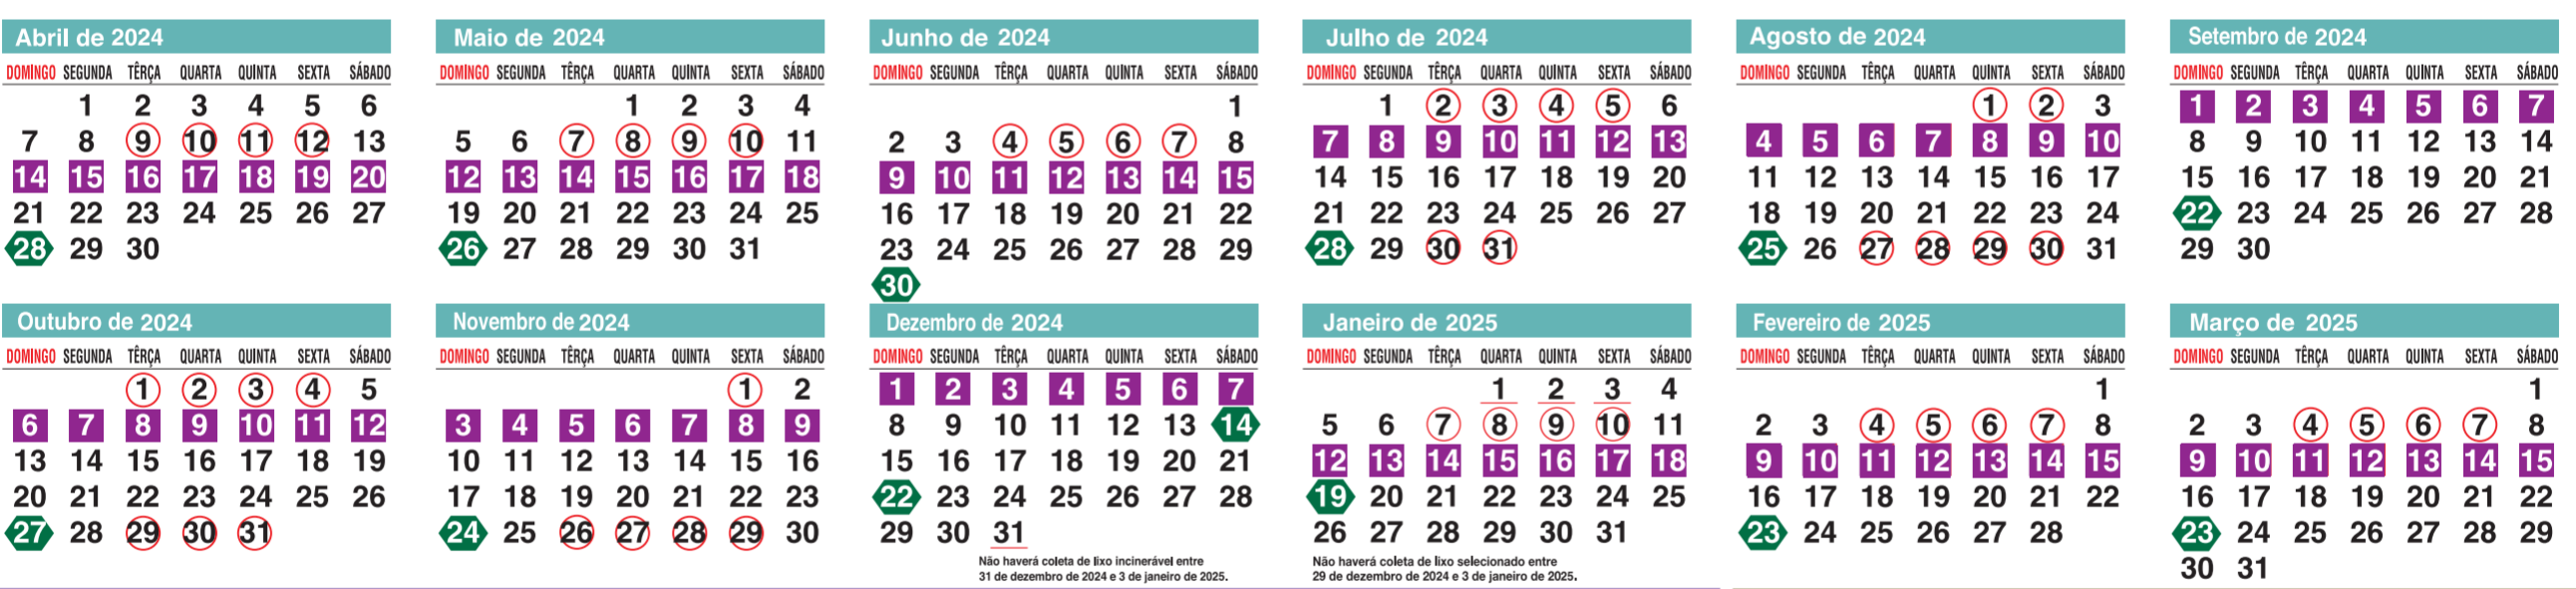 Abril de 2024
DOMINGO SEGUNDA TÊRÇA QUARTA QUINTA SEXTA SÁBADO
1 2 3 4 5 6
7 8 9 10 11 12 13
14 15 16 17 18 19 20
21 22 23 24 25 26 27
28 29 30
Maio de 2024
DOMINGO SEGUNDA TÊRÇA QUARTA QUINTA SEXTA SÁBADO
1 2 3 4
5 6 7 8 9 10 11
12 13 14 15 16 17 18
19 20 21 22 23 24 25
26 27 28 29 30 31
Junho de 2024
DOMINGO SEGUNDA TÊRÇA QUARTA QUINTA SEXTA SÁBADO
1
2 3 4 5 6 7 8
9 10 11 12 13 14 15
16 17 18 19 20 21 22
23 24 25 26 27 28 29
30
Julho de 2024
DOMINGO SEGUNDA TÊRÇA QUARTA QUINTA SEXTA SÁBADO
1 2 3 4 5 6
7 8 9 10 11 12 13
14 15 16 17 18 19 20
21 22 23 24 25 26 27
28 29 30 31
Agosto de 2024
DOMINGO SEGUNDA TÊRÇA QUARTA QUINTA SEXTA SÁBADO
1 2 3
4 5 6 7 8 9 10
11 12 13 14 15 16 17
18 19 20 21 22 23 24
25 26 27 28 29 30 31
Setembro de 2024
DOMINGO SEGUNDA TÊRÇA QUARTA QUINTA SEXTA SÁBADO
1 2 3 4 5 6 7
8 9 10 11 12 13 14
15 16 17 18 19 20 21
22 23 24 25 26 27 28
29 30
Outubro de 2024
DOMINGO SEGUNDA TÊRÇA QUARTA QUINTA SEXTA SÁBADO
1 2 3 4 5
6 7 8 9 10 11 12
13 14 15 16 17 18 19
20 21 22 23 24 25 26
27 28 29 30 31
Novembro de 2024
DOMINGO SEGUNDA TÊRÇA QUARTA QUINTA SEXTA SÁBADO
1 2
3 4 5 6 7 8 9
10 11 12 13 14 15 16
17 18 19 20 21 22 23
24 25 26 27 28 29 30
Dezembro de 2024
DOMINGO SEGUNDA TÊRÇA QUARTA QUINTA SEXTA SÁBADO
1 2 3 4 5 6 7
8 9 10 11 12 13 14
15 16 17 18 19 20 21
22 23 24 25 26 27 28
29 30 31
Não haverá coleta de lixo incinerável entre
31 de dezembro de 2024 e 3 de janeiro de 2025.
Janeiro de 2025
DOMINGO SEGUNDA TÊRÇA QUARTA QUINTA SEXTA SÁBADO
1 2 3 4
5 6 7 8 9 10 11
12 13 14 15 16 17 18
19 20 21 22 23 24 25
26 27 28 29 30 31
Não haverá coleta de lixo selecionado entre
29 de dezembro de 2024 e 3 de janeiro de 2025.
Fevereiro de 2025
DOMINGO SEGUNDA TÊRÇA QUARTA QUINTA SEXTA SÁBADO
1
2 3 4 5 6 7 8
9 10 11 12 13 14 15
16 17 18 19 20 21 22
23 24 25 26 27 28
Março de 2025
DOMINGO SEGUNDA TÊRÇA QUARTA QUINTA SEXTA SÁBADO
1
2 3 4 5 6 7 8
9 10 11 12 13 14 15
16 17 18 19 20 21 22
23 24 25 26 27 28 29
30 31